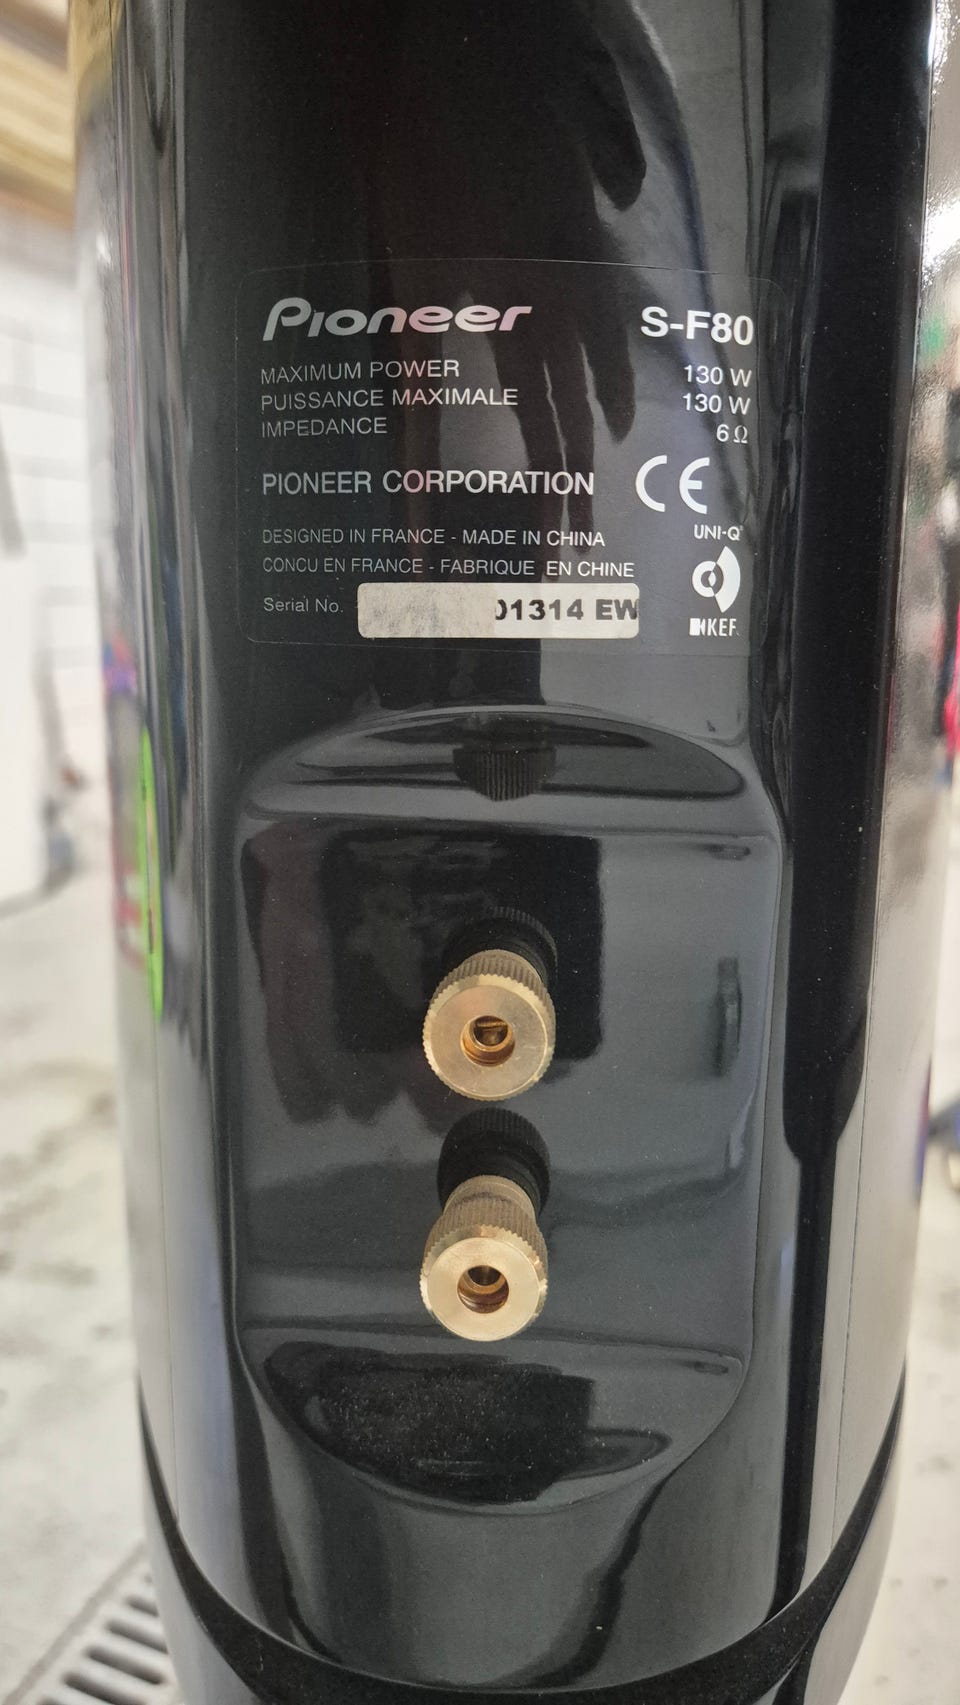 Pioneer S-F80
MAXIMUM POWER 130 W
PUISSANCE MAXIMALE 130 W
IMPEDANCE 6 Ω
PIONEER CORPORATION CE
DESIGNED IN FRANCE - MADE IN CHINA
CONCU EN FRANCE - FABRIQUE EN CHINE
UNI-Q
Serial No. 1314 EW
KEF